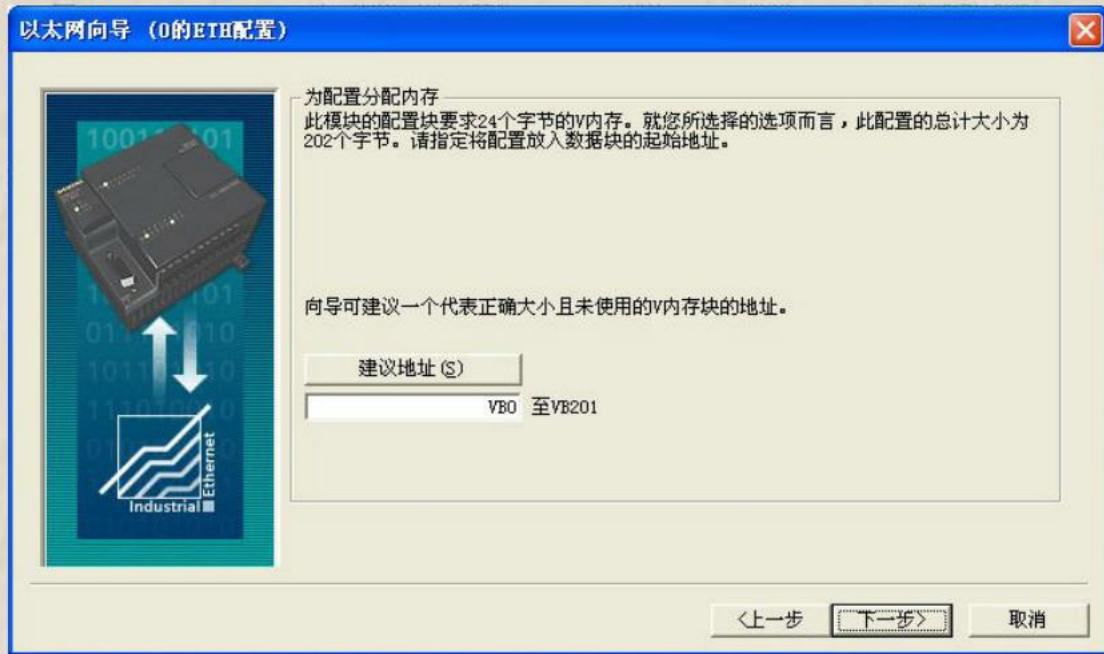 以太网向导 (0的ETH配置)
为配置分配内存
此模块的配置块要求24个字节的V内存。就您所选择的选项而言，此配置的总计大小为
202个字节。请指定将配置放入数据块的起始地址。
向导可建议一个代表正确大小且未使用的V内存块的地址。
建议地址(S)
VB0 至VB201
Industrial
Ethernet
<上一步 下一步> 取消